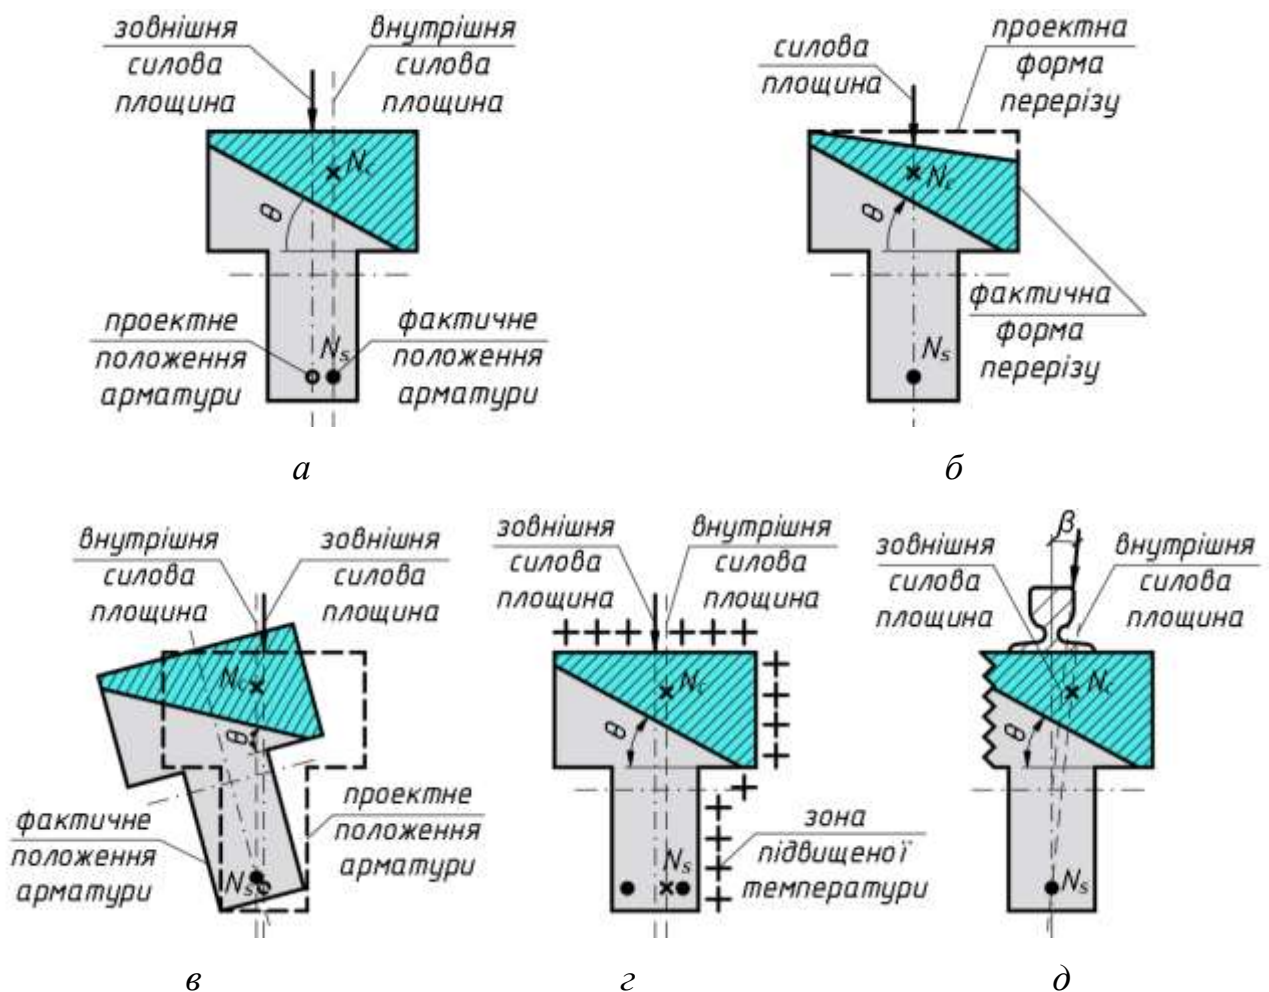 зовнішня
силова
площина
внутрішня
силова
площина
N_c
θ
проектне
положення
арматури
N_s
фактичне
положення
арматури
а
силова
площина
проектна
форма
перерізу
N_c
θ
фактична
форма
перерізу
N_s
б
внутрішня
силова
площина
зовнішня
силова
площина
N_c
θ
фактичне
положення
арматури
проектне
положення
арматури
N_s
в
зовнішня
силова
площина
внутрішня
силова
площина
N_c
θ
зона
підвищеної
температури
N_s
г
β
зовнішня
силова
площина
внутрішня
силова
площина
N_c
θ
N_s
д